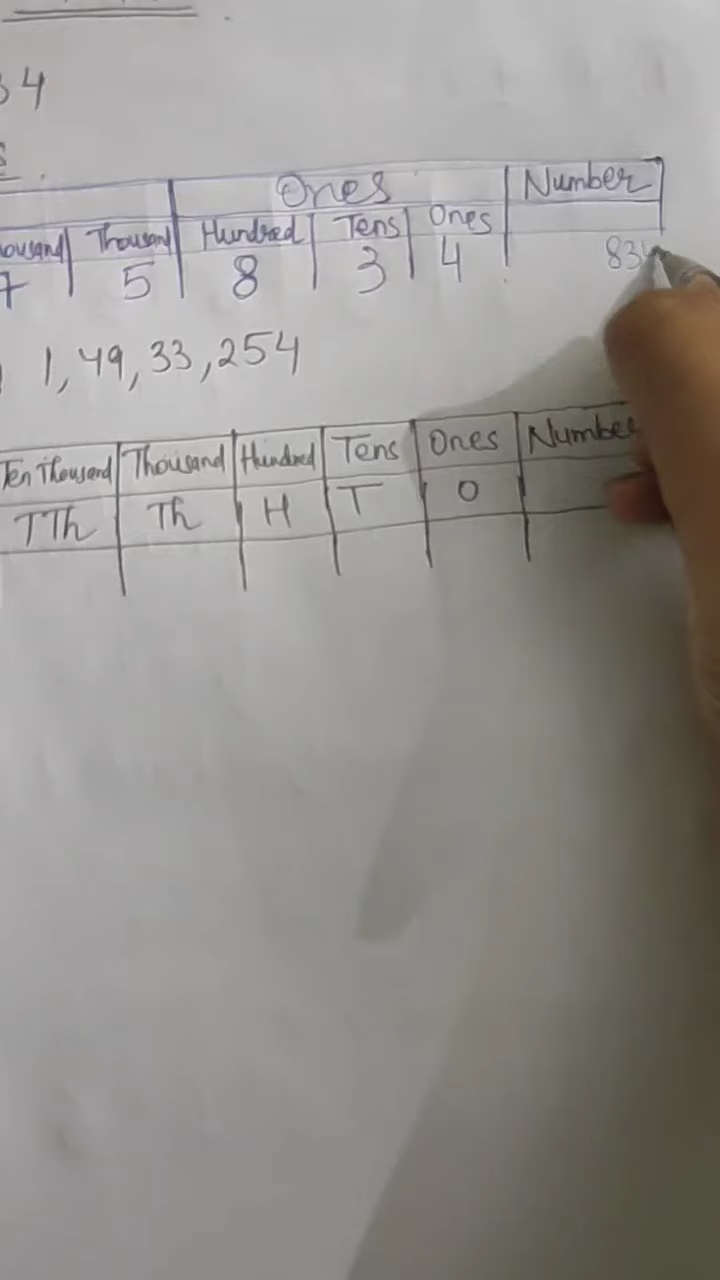 34
Ones Number
Thousand Hundred Tens Ones
7 5 8 3 4 83
1,49,33,254
Ten Thousand Thousand Hundred Tens Ones Number
TTh Th H T O